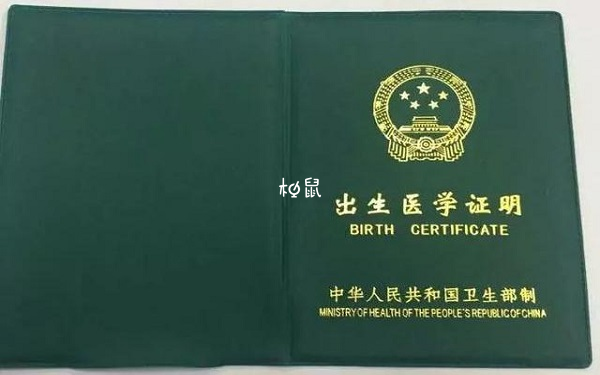 松鼠
出生医学证明
BIRTH CERTIFICATE
中华人民共和国卫生部制
MINISTRY OF HEALTH OF THE PEOPLE'S REPUBLIC OF CHINA